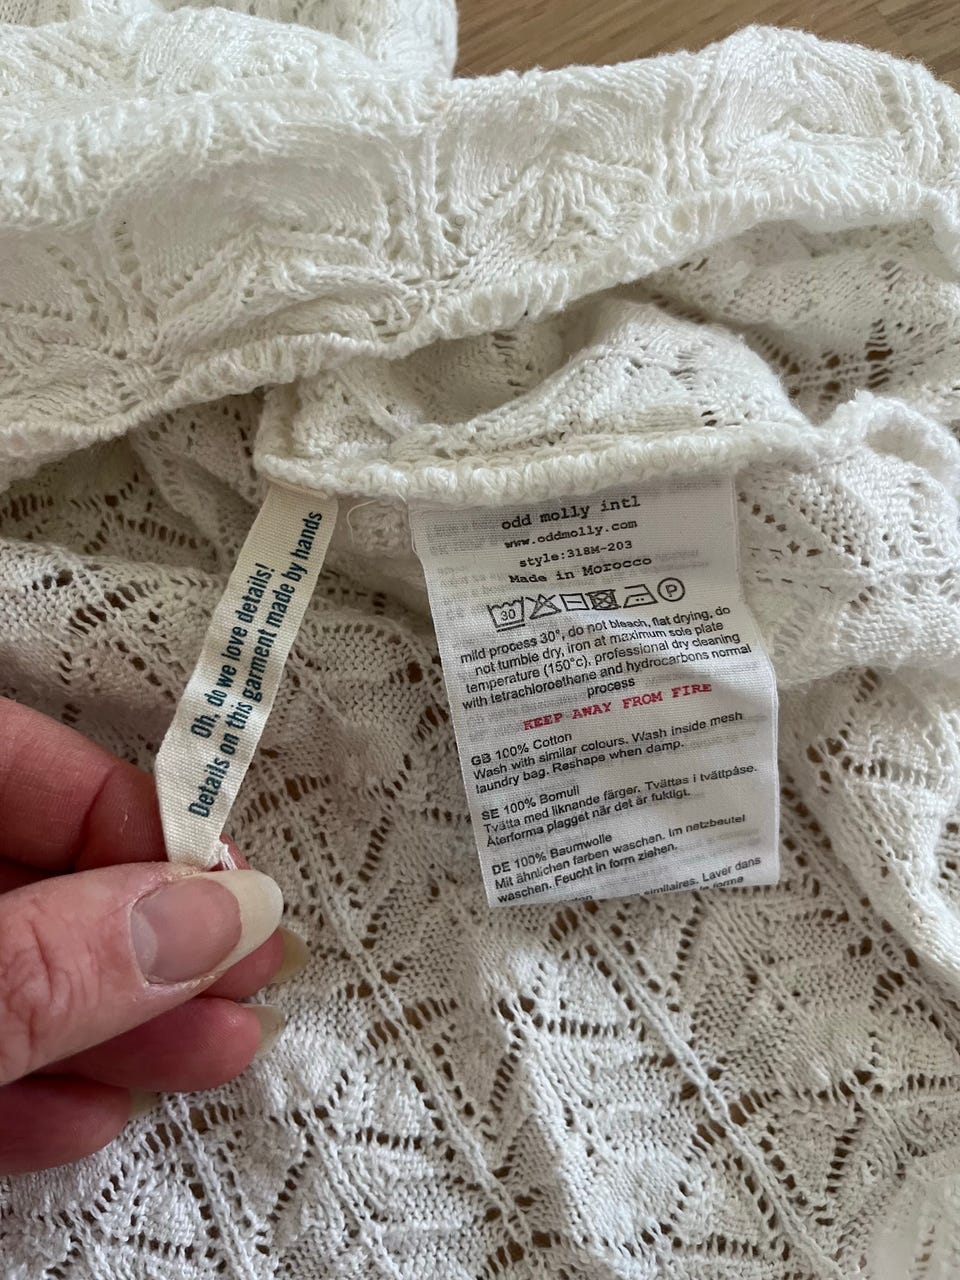 Oh, do we love details!
Details on this garment made by hands
odd molly intl
www.oddmolly.com
style:318M-203
Made in Morocco
30 P
mild process 30°, do not bleach, flat drying, do
not tumble dry, iron at maximum sole plate
temperature (150°c), professional dry cleaning
with tetrachloroethene and hydrocarbons normal
process
KEEP AWAY FROM FIRE
GB 100% Cotton
Wash with similar colours. Wash inside mesh
laundry bag. Reshape when damp.
SE 100% Bomull
Tvätta med liknande färger. Tvättas i tvättpåse.
Återforma plagget när det är fuktigt.
DE 100% Baumwolle
Mit ähnlichen farben waschen. Im netzbeutel
waschen. Feucht in form ziehen.
similaires. Laver dans
forme